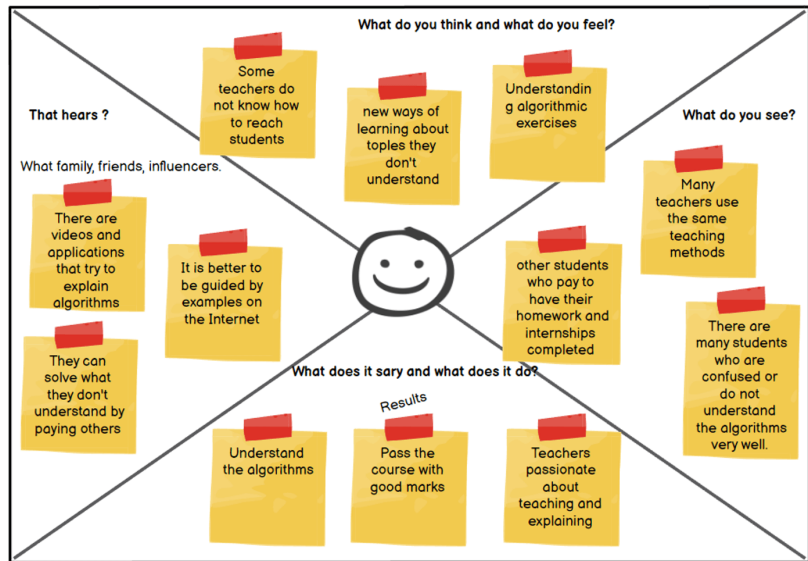 What do you think and what do you feel?
Some
teachers do
not know how
to reach
students
new ways of
learning about
toples they
don't
understand
Understandin
g algorithmic
exercises
That hears ?
What family, friends, influencers.
There are
videos and
applications
that try to
explain
algorithms
It is better to
be guided by
examples on
the Internet
They can
solve what
they don't
understand by
paying others
What do you see?
Many
teachers use
the same
teaching
methods
other students
who pay to
have their
homework and
internships
completed
There are
many students
who are
confused or
do not
understand
the algorithms
very well.
What does it sary and what does it do?
Results
Understand
the algorithms
Pass the
course with
good marks
Teachers
passionate
about
teaching and
explaining